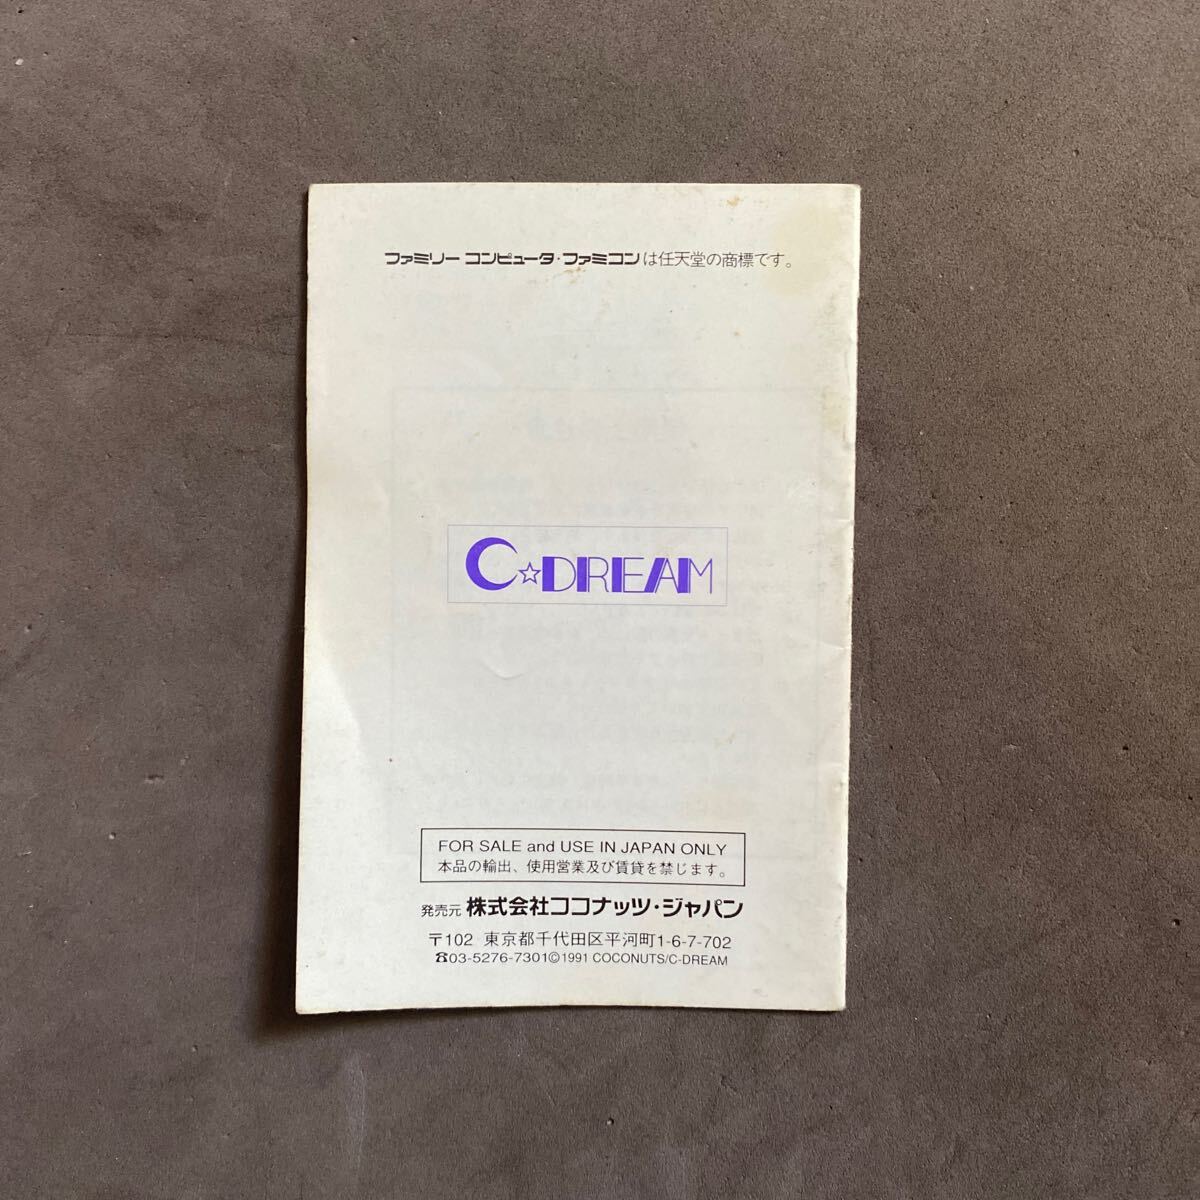 ファミリー コンピュータ・ファミコンは任天堂の商標です。
C☆DREAM
FOR SALE and USE IN JAPAN ONLY
本品の輸出、使用営業及び賃貸を禁じます。
発売元 株式会社ココナッツ・ジャパン
〒102 東京都千代田区平河町1-6-7-702
☎03-5276-7301©1991 COCONUTS/C-DREAM